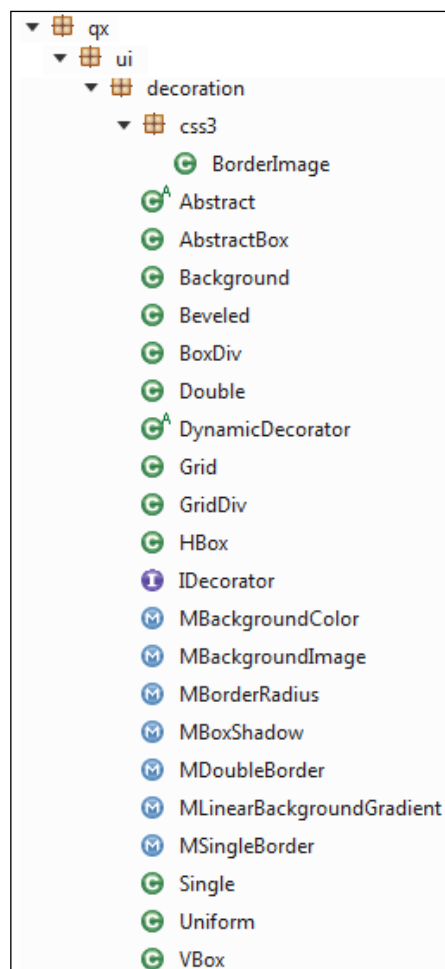 qx
ui
decoration
css3
BorderImage
Abstract
AbstractBox
Background
Beveled
BoxDiv
Double
DynamicDecorator
Grid
GridDiv
HBox
IDecorator
MBackgroundColor
MBackgroundImage
MBorderRadius
MBoxShadow
MDoubleBorder
MLinearBackgroundGradient
MSingleBorder
Single
Uniform
VBox